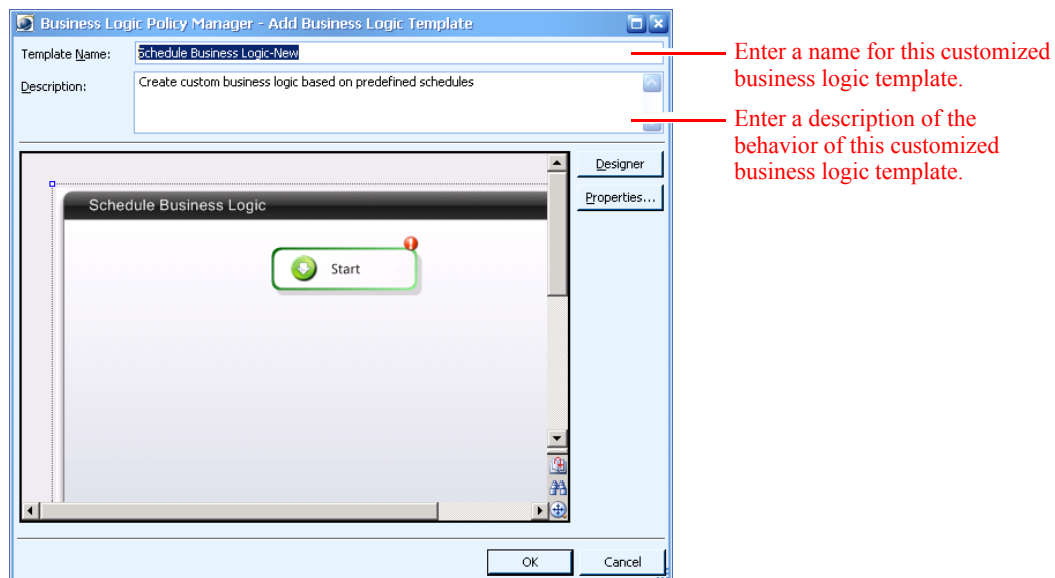 Business Logic Policy Manager - Add Business Logic Template
Template Name:
Schedule Business Logic-New
Enter a name for this customized
business logic template.
Description:
Create custom business logic based on predefined schedules
Enter a description of the
behavior of this customized
business logic template.
Designer
Properties...
Schedule Business Logic
Start
OK
Cancel